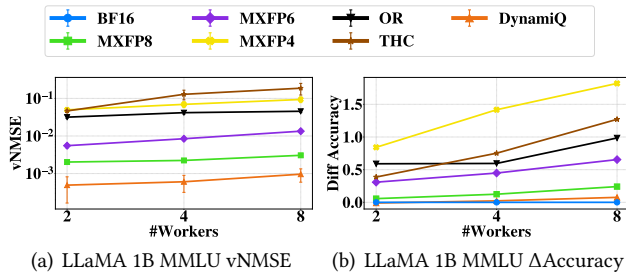 BF16 MXFP6 OR DynamiQ
MXFP8 MXFP4 THC
vNMSE
10⁻¹
10⁻²
10⁻³
2 4 8
#Workers
Diff Accuracy
1.5
1.0
0.5
0.0
2 4 8
#Workers
(a) LLaMA 1B MMLU vNMSE
(b) LLaMA 1B MMLU ΔAccuracy